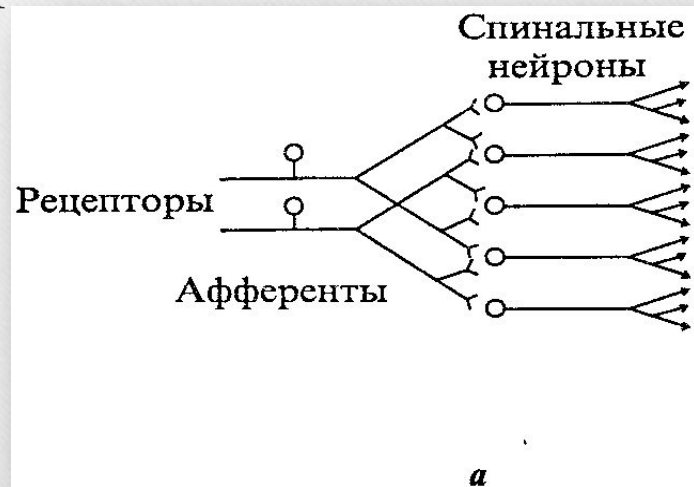 Спинальные
нейроны
Рецепторы
Афференты
а